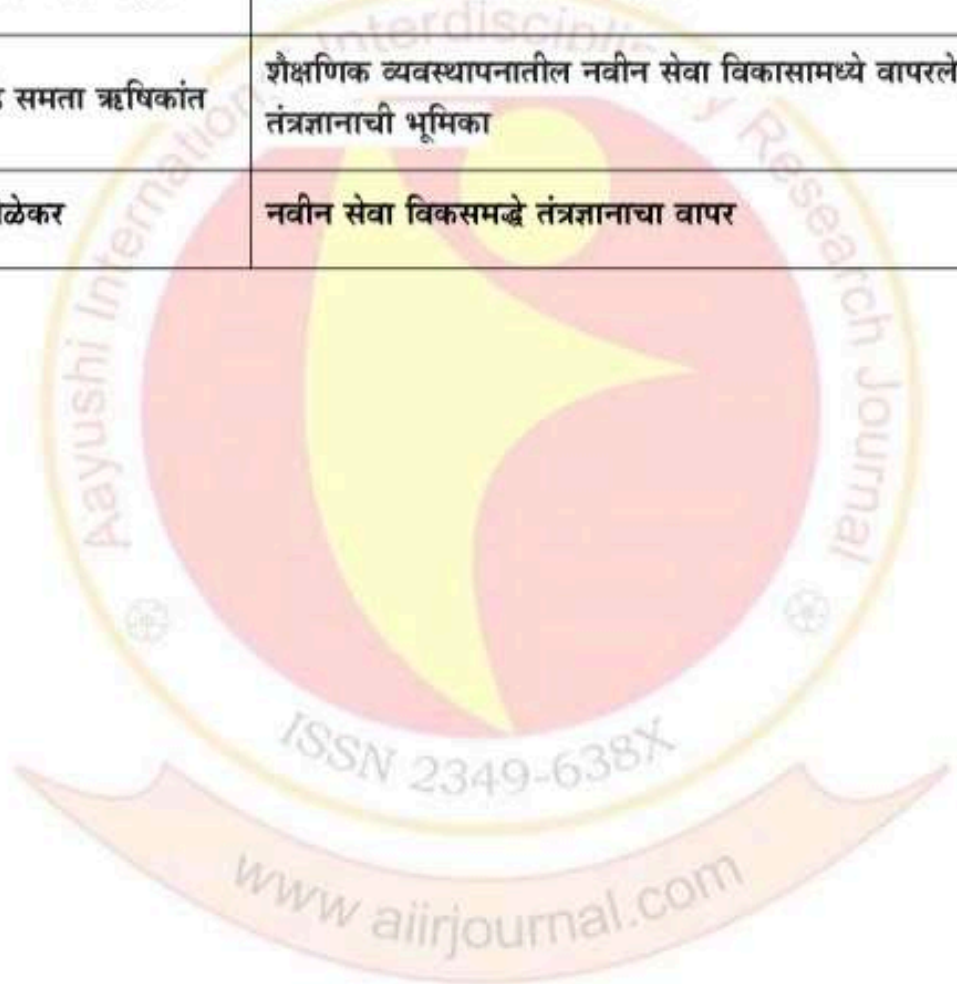 समता ऋषिकांत
शैक्षणिक व्यवस्थापनातील नवीन सेवा विकासामध्ये वापरले
तंत्रज्ञानाची भूमिका
ळेकर
नवीन सेवा विकसमद्धे तंत्रज्ञानाचा वापर
Aayushi International Interdisciplinary Research Journal
ISSN 2349-638X
www aiirjournal.com